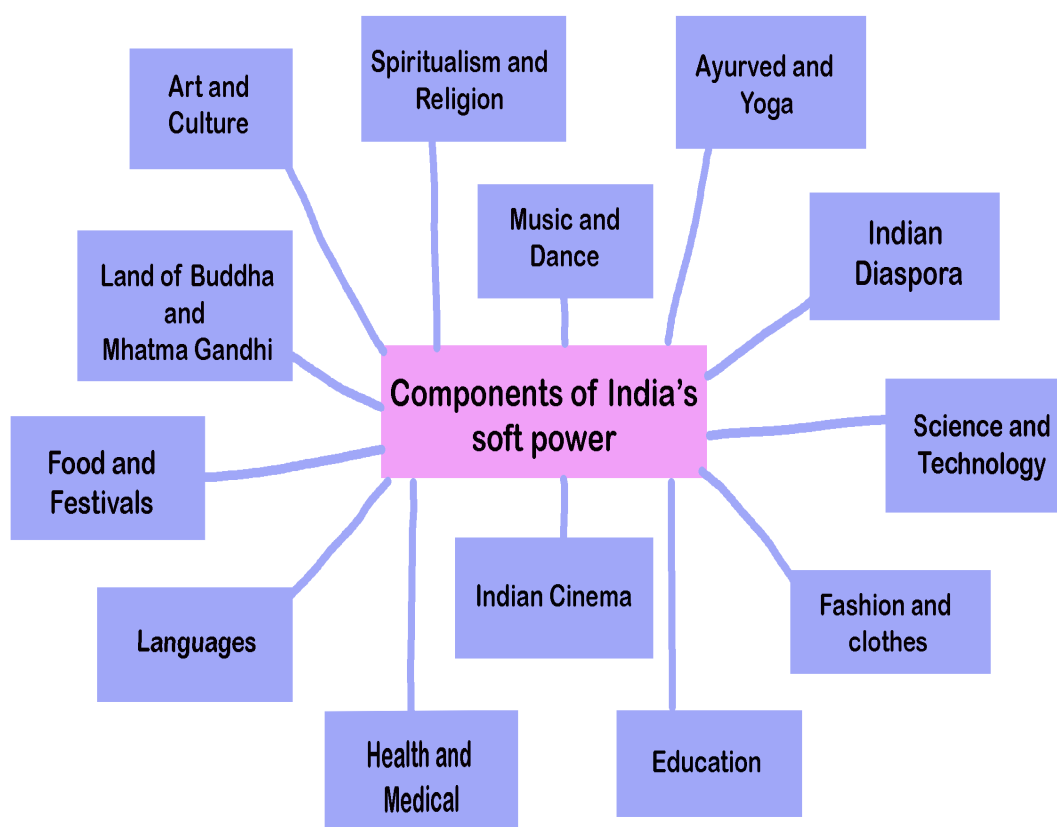 Art and
Culture
Spiritualism and
Religion
Ayurved and
Yoga
Music and
Dance
Indian
Diaspora
Land of Buddha
and
Mhatma Gandhi
Components of India's
soft power
Science and
Technology
Food and
Festivals
Indian Cinema
Fashion and
clothes
Languages
Health and
Medical
Education